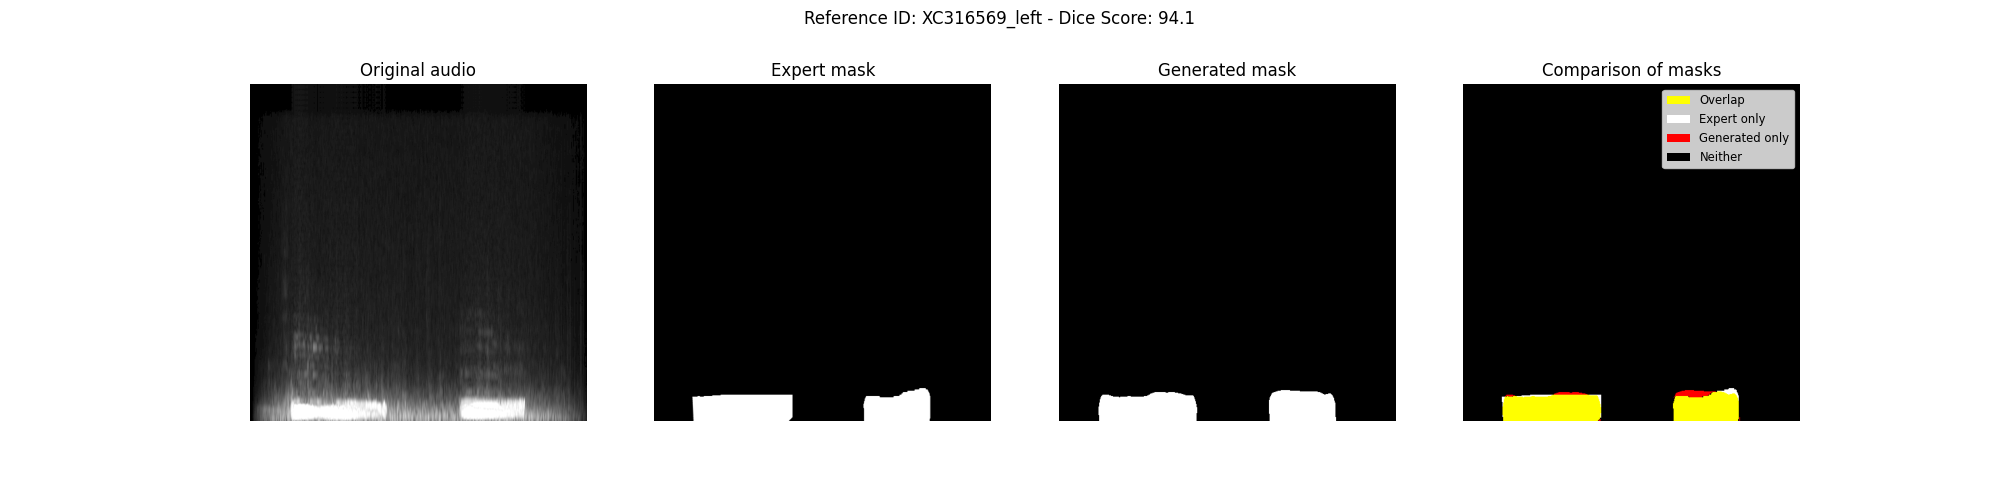 Reference ID: XC316569_left - Dice Score: 94.1
Original audio
Expert mask
Generated mask
Comparison of masks
Overlap
Expert only
Generated only
Neither